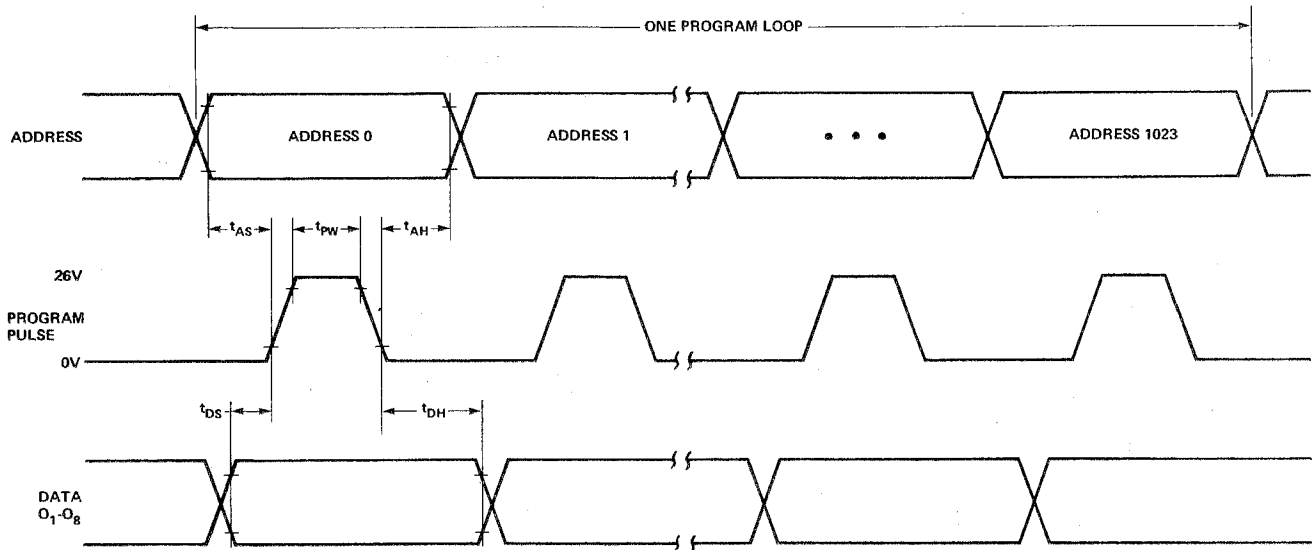 ONE PROGRAM LOOP
ADDRESS
ADDRESS 0
ADDRESS 1
• • •
ADDRESS 1023
tAS
tPW
tAH
26V
PROGRAM
PULSE
0V
tDS
tDH
DATA
O1-O8